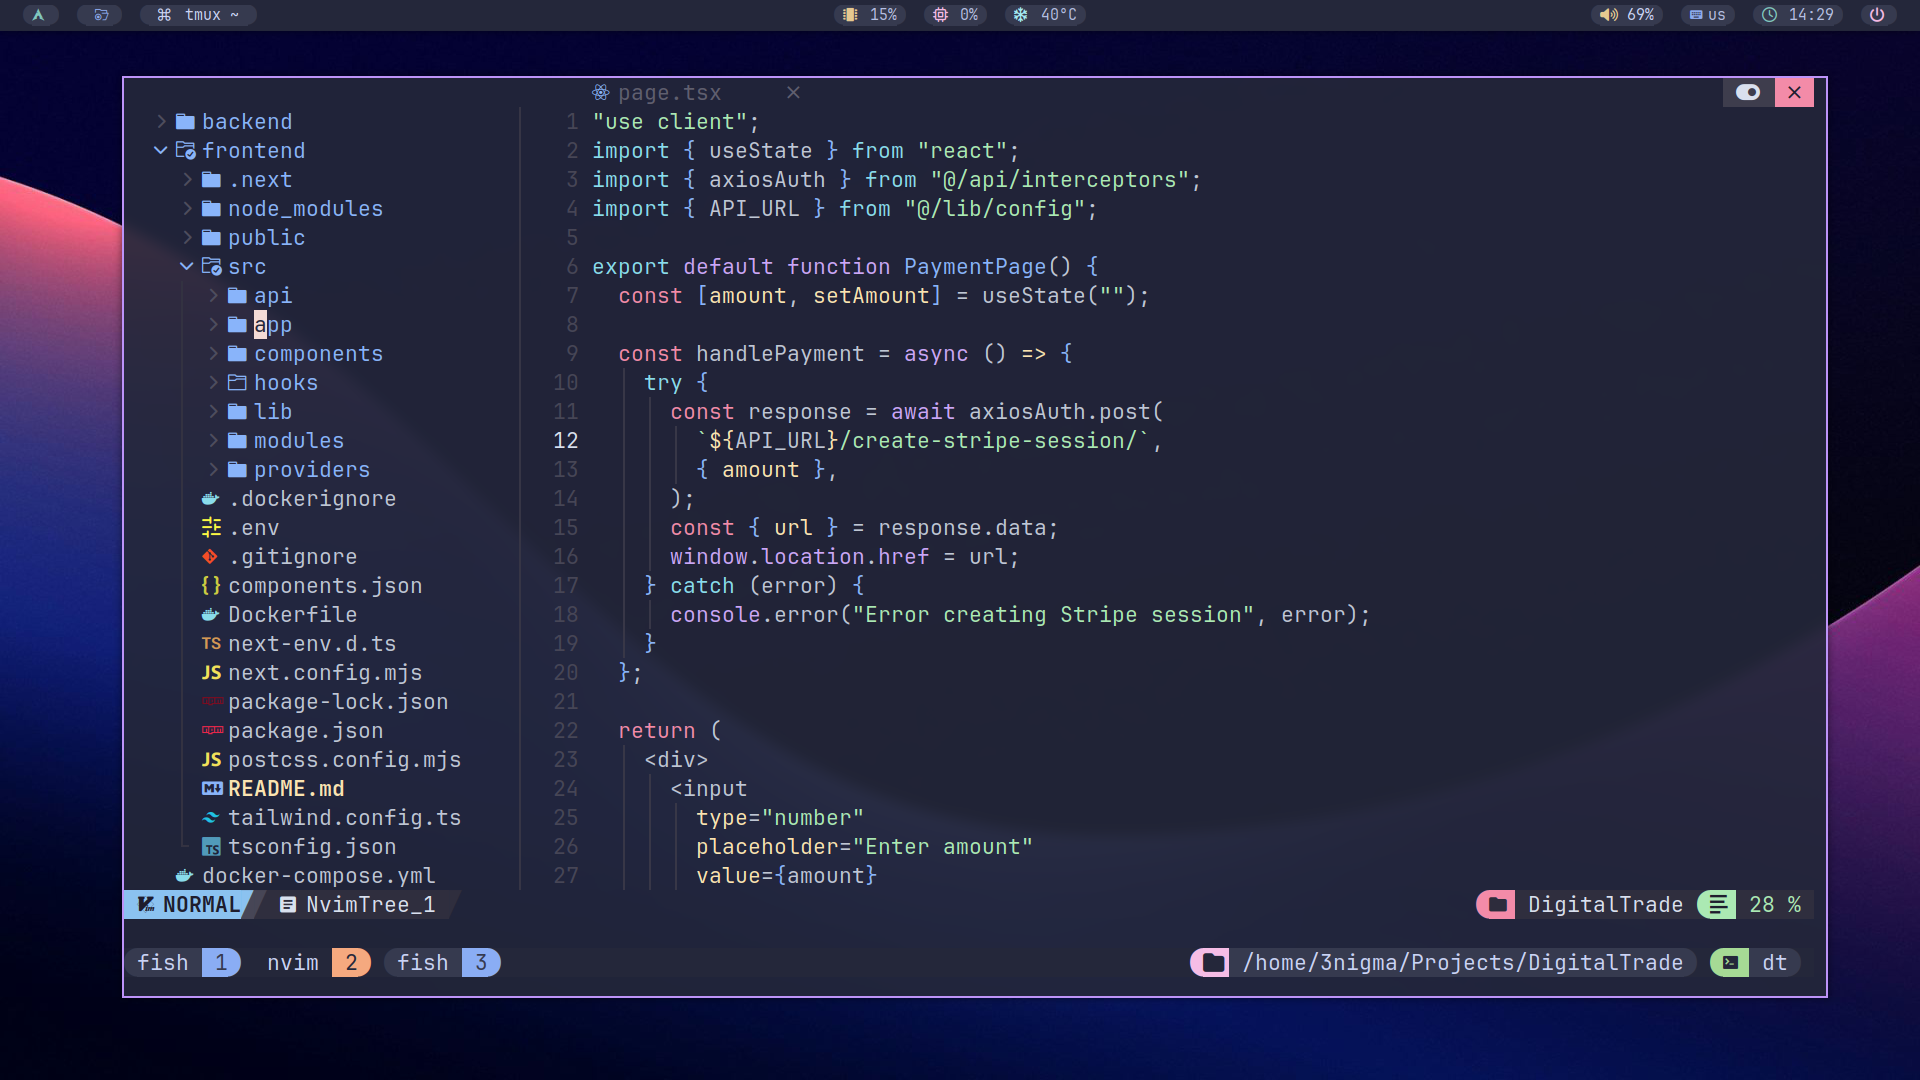 ⌘ tmux ~
15%
0%
40°C
69%
us
14:29
page.tsx ×
backend
frontend
.next
node_modules
public
src
api
app
components
hooks
lib
modules
providers
.dockerignore
.env
.gitignore
{} components.json
Dockerfile
TS next-env.d.ts
JS next.config.mjs
npm package-lock.json
npm package.json
JS postcss.config.mjs
M↓ README.md
tailwind.config.ts
TS tsconfig.json
docker-compose.yml
1 "use client";
2 import { useState } from "react";
3 import { axiosAuth } from "@/api/interceptors";
4 import { API_URL } from "@/lib/config";
5
6 export default function PaymentPage() {
7 const [amount, setAmount] = useState("");
8
9 const handlePayment = async () => {
10 try {
11 const response = await axiosAuth.post(
12 `${API_URL}/create-stripe-session/`,
13 { amount },
14 );
15 const { url } = response.data;
16 window.location.href = url;
17 } catch (error) {
18 console.error("Error creating Stripe session", error);
19 }
20 };
21
22 return (
23 <div>
24 <input
25 type="number"
26 placeholder="Enter amount"
27 value={amount}
NORMAL NvimTree_1
DigitalTrade 28 %
fish 1 nvim 2 fish 3
/home/3nigma/Projects/DigitalTrade dt